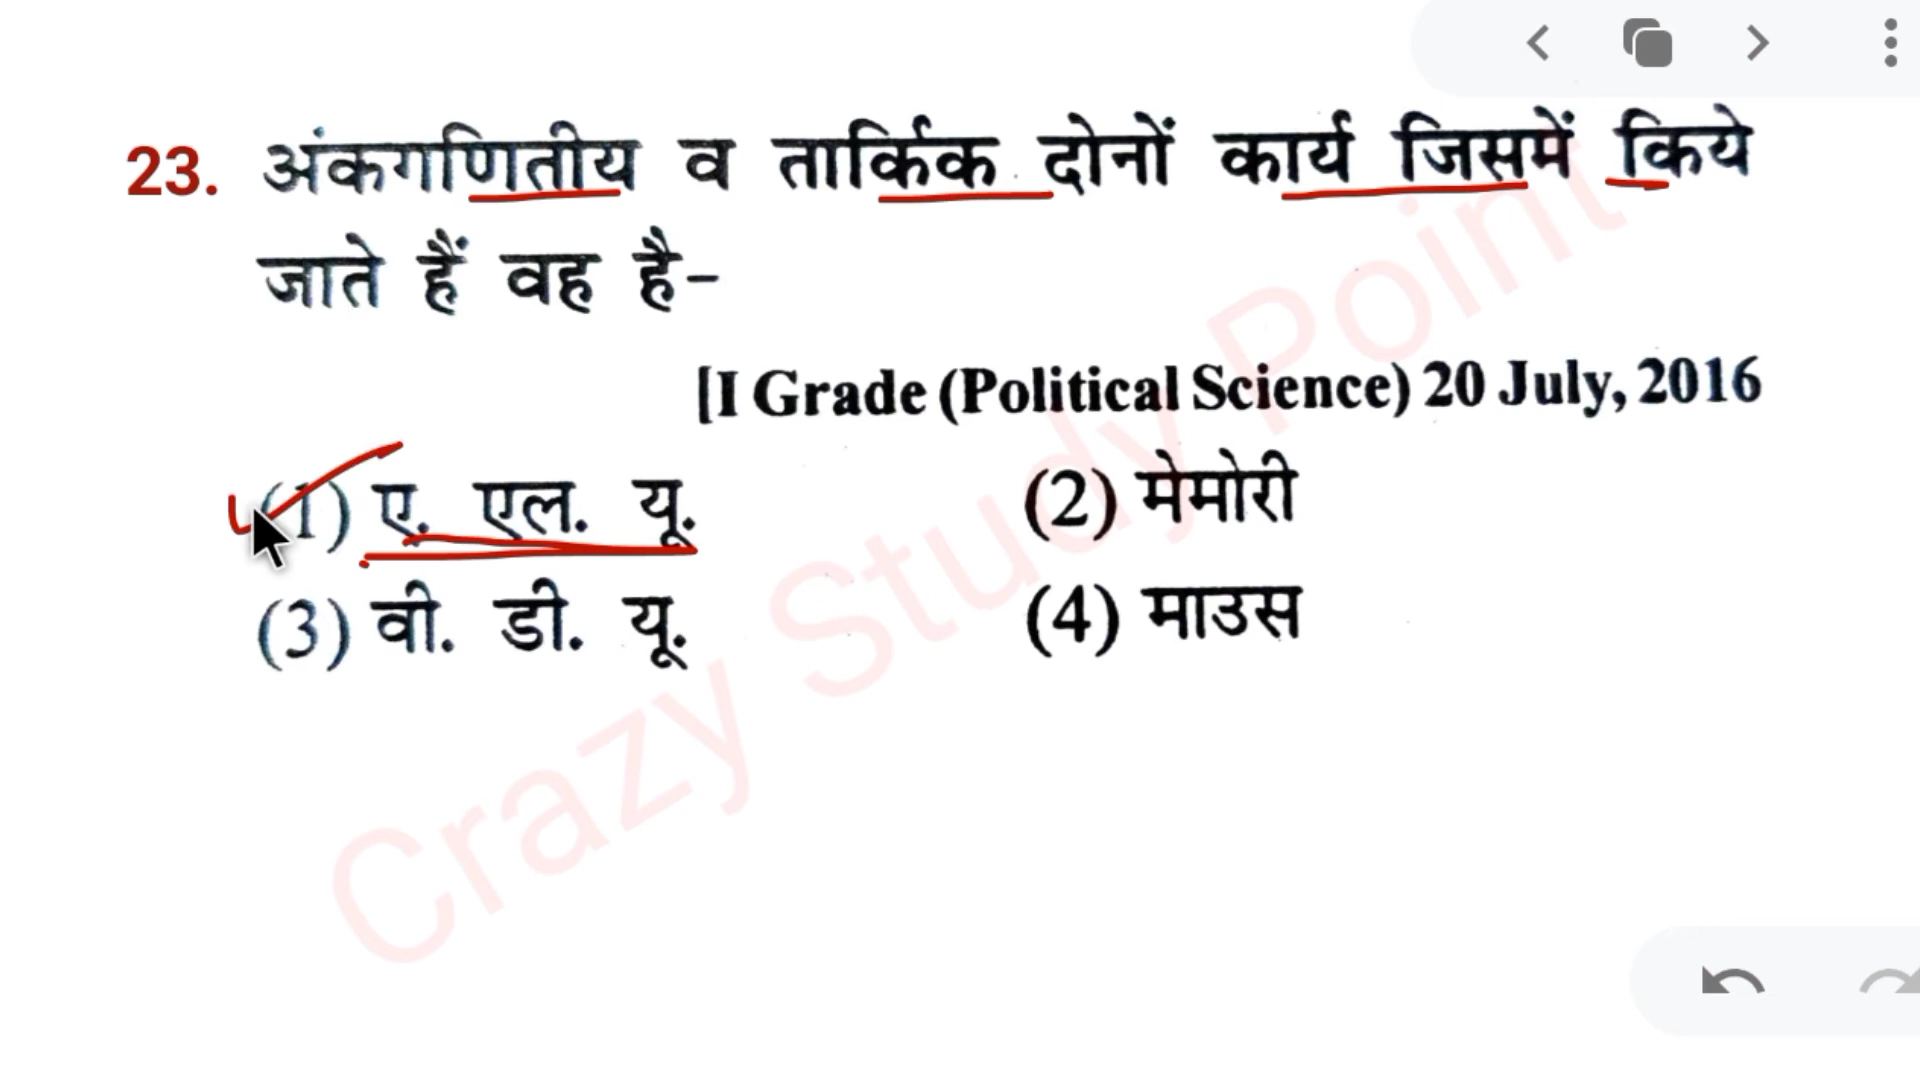 23. अंकगणितीय व तार्किक दोनों कार्य जिसमें किये
जाते हैं वह है-
[I Grade (Political Science) 20 July, 2016
(1) ए. एल. यू. (2) मेमोरी
(3) वी. डी. यू. (4) माउस
Crazy Study Point